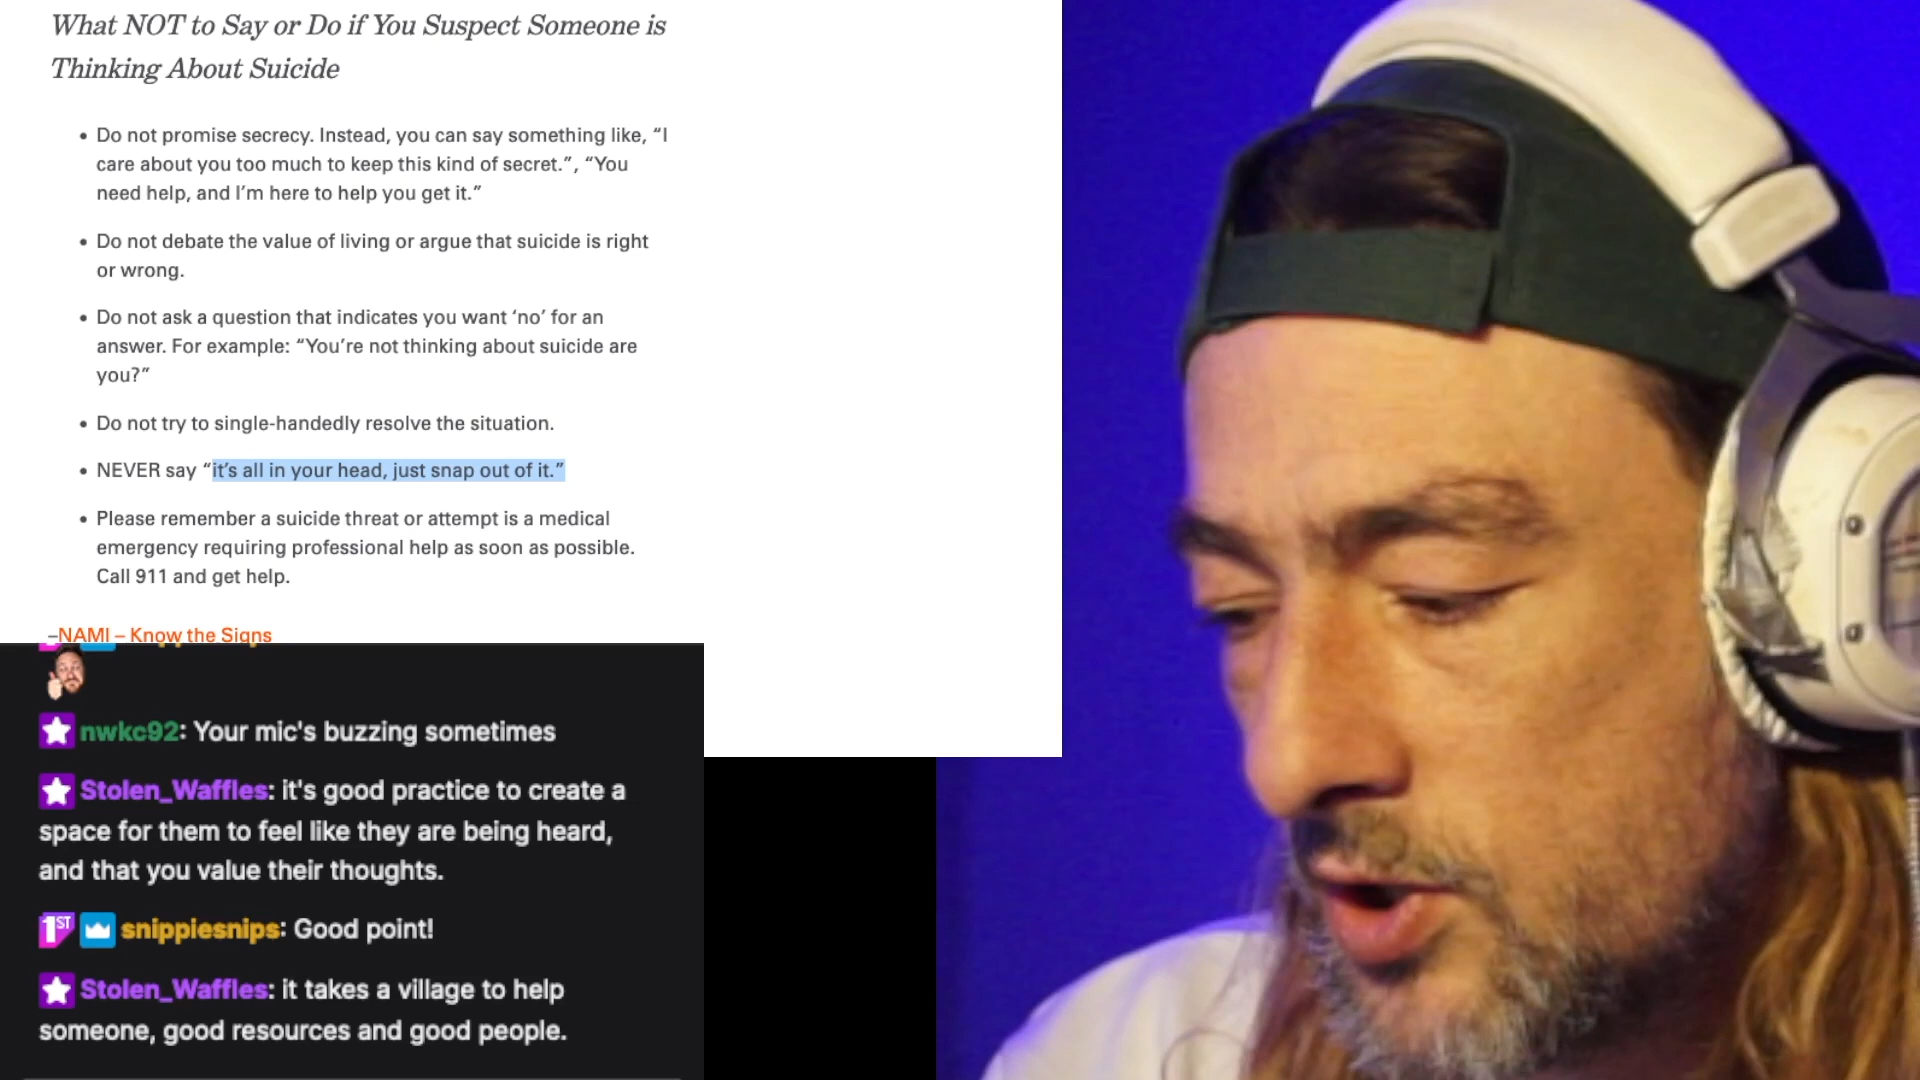 What NOT to Say or Do if You Suspect Someone is
Thinking About Suicide
• Do not promise secrecy. Instead, you can say something like, “I
care about you too much to keep this kind of secret.”, “You
need help, and I’m here to help you get it.”
• Do not debate the value of living or argue that suicide is right
or wrong.
• Do not ask a question that indicates you want ‘no’ for an
answer. For example: “You’re not thinking about suicide are
you?”
• Do not try to single-handedly resolve the situation.
• NEVER say “it’s all in your head, just snap out of it.”
• Please remember a suicide threat or attempt is a medical
emergency requiring professional help as soon as possible.
Call 911 and get help.
–NAMI – Know the Signs
nwkc92: Your mic's buzzing sometimes
Stolen_Waffles: it's good practice to create a
space for them to feel like they are being heard,
and that you value their thoughts.
1ST snippiesnips: Good point!
Stolen_Waffles: it takes a village to help
someone, good resources and good people.